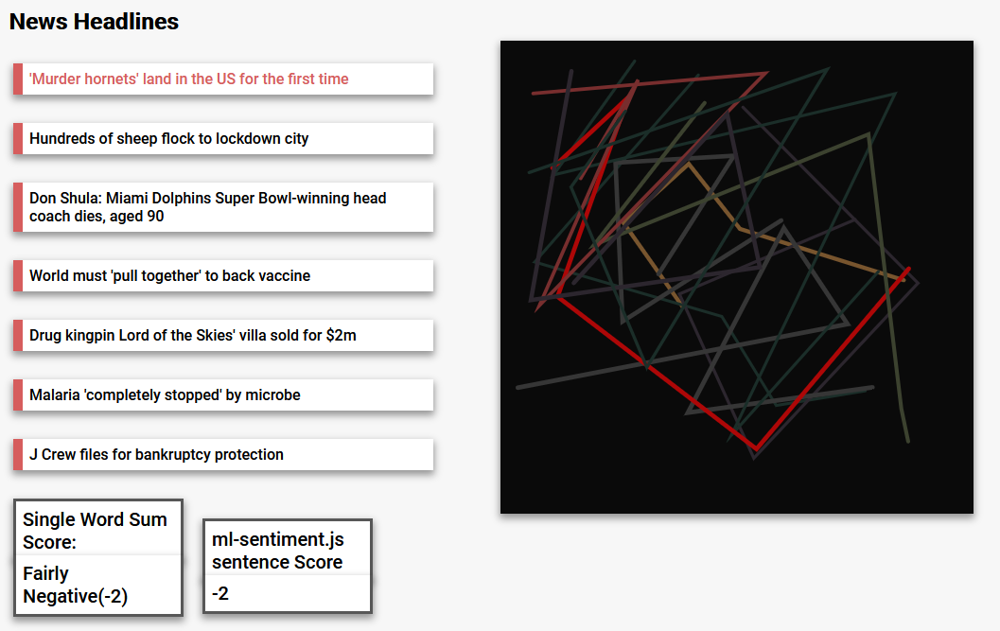 News Headlines
'Murder hornets' land in the US for the first time
Hundreds of sheep flock to lockdown city
Don Shula: Miami Dolphins Super Bowl-winning head
coach dies, aged 90
World must 'pull together' to back vaccine
Drug kingpin Lord of the Skies' villa sold for $2m
Malaria 'completely stopped' by microbe
J Crew files for bankruptcy protection
Single Word Sum
Score:
Fairly
Negative(-2)
ml-sentiment.js
sentence Score
-2